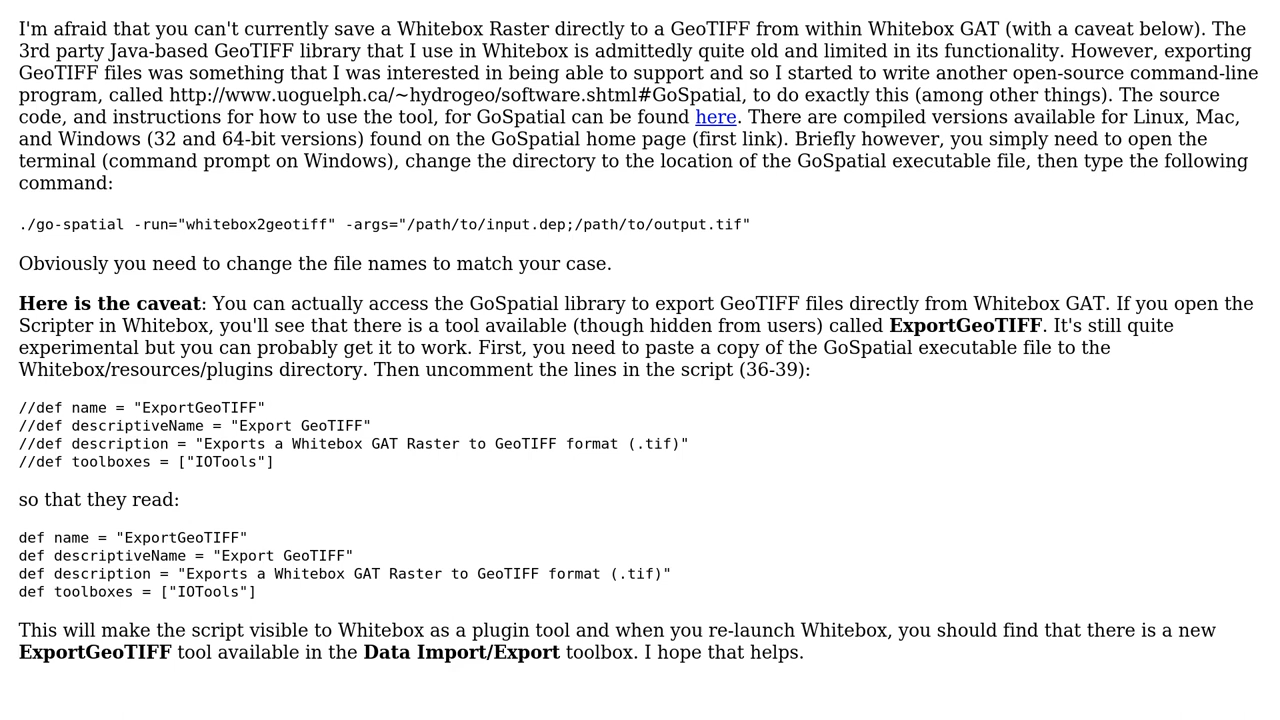 I'm afraid that you can't currently save a Whitebox Raster directly to a GeoTIFF from within Whitebox GAT (with a caveat below). The
3rd party Java-based GeoTIFF library that I use in Whitebox is admittedly quite old and limited in its functionality. However, exporting
GeoTIFF files was something that I was interested in being able to support and so I started to write another open-source command-line
program, called http://www.uoguelph.ca/~hydrogeo/software.shtml#GoSpatial, to do exactly this (among other things). The source
code, and instructions for how to use the tool, for GoSpatial can be found here. There are compiled versions available for Linux, Mac,
and Windows (32 and 64-bit versions) found on the GoSpatial home page (first link). Briefly however, you simply need to open the
terminal (command prompt on Windows), change the directory to the location of the GoSpatial executable file, then type the following
command:
./go-spatial -run="whitebox2geotiff" -args="/path/to/input.dep;/path/to/output.tif"
Obviously you need to change the file names to match your case.
Here is the caveat: You can actually access the GoSpatial library to export GeoTIFF files directly from Whitebox GAT. If you open the
Scripter in Whitebox, you'll see that there is a tool available (though hidden from users) called ExportGeoTIFF. It's still quite
experimental but you can probably get it to work. First, you need to paste a copy of the GoSpatial executable file to the
Whitebox/resources/plugins directory. Then uncomment the lines in the script (36-39):
//def name = "ExportGeoTIFF"
//def descriptiveName = "Export GeoTIFF"
//def description = "Exports a Whitebox GAT Raster to GeoTIFF format (.tif)"
//def toolboxes = ["IOTools"]
so that they read:
def name = "ExportGeoTIFF"
def descriptiveName = "Export GeoTIFF"
def description = "Exports a Whitebox GAT Raster to GeoTIFF format (.tif)"
def toolboxes = ["IOTools"]
This will make the script visible to Whitebox as a plugin tool and when you re-launch Whitebox, you should find that there is a new
ExportGeoTIFF tool available in the Data Import/Export toolbox. I hope that helps.